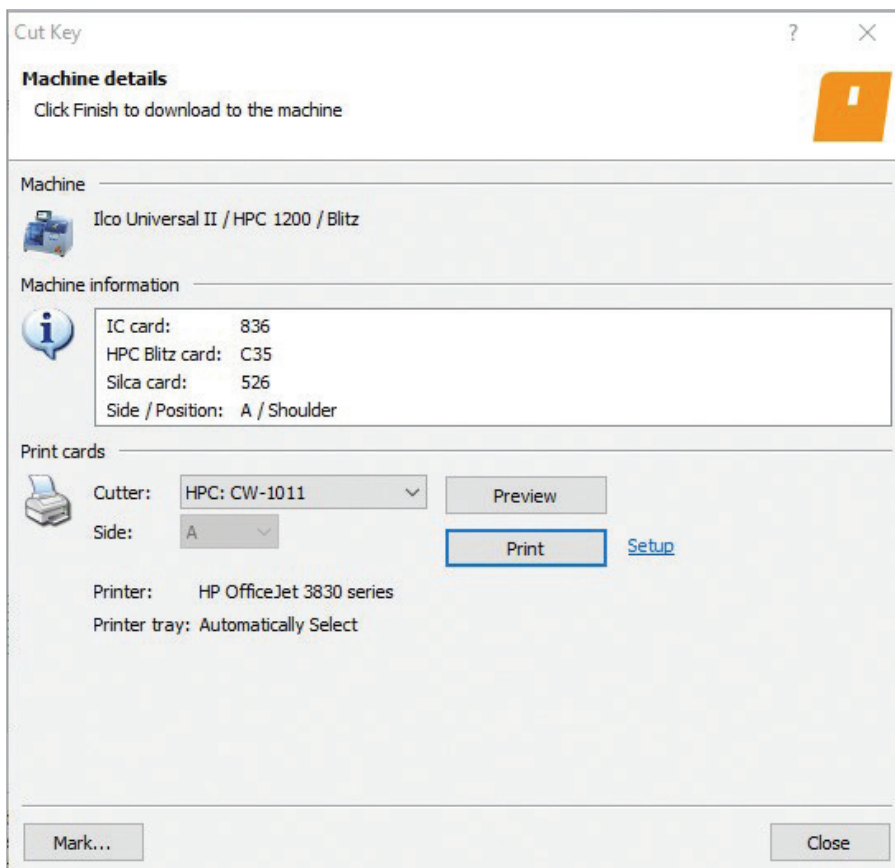 Cut Key ?
Machine details
Click Finish to download to the machine
Machine
Ilco Universal II / HPC 1200 / Blitz
Machine information
IC card: 836
HPC Blitz card: C35
Silca card: 526
Side / Position: A / Shoulder
Print cards
Cutter: HPC: CW-1011 Preview
Side: A Print Setup
Printer: HP OfficeJet 3830 series
Printer tray: Automatically Select
Mark... Close